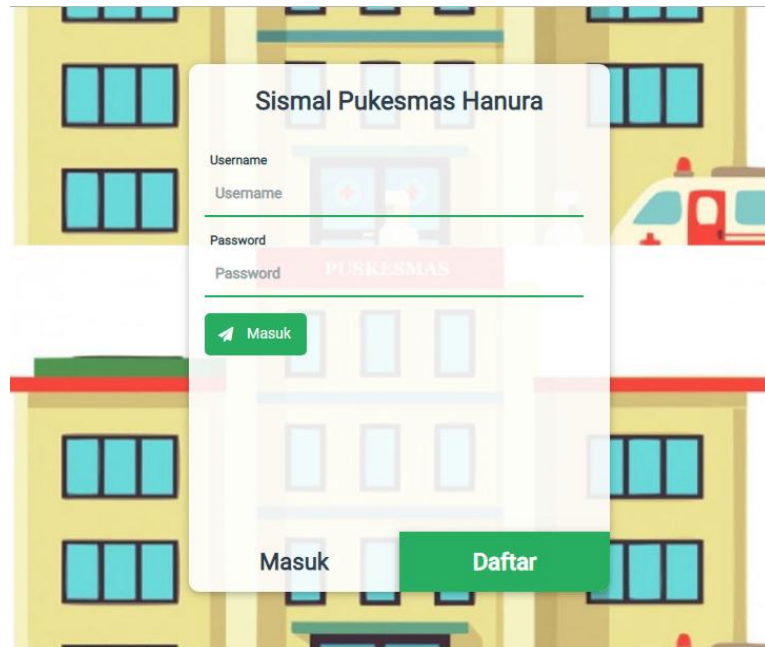 Sismal Pukesmas Hanura
Username
Username
Password
Password
PUSKESMAS
Masuk
Masuk
Daftar